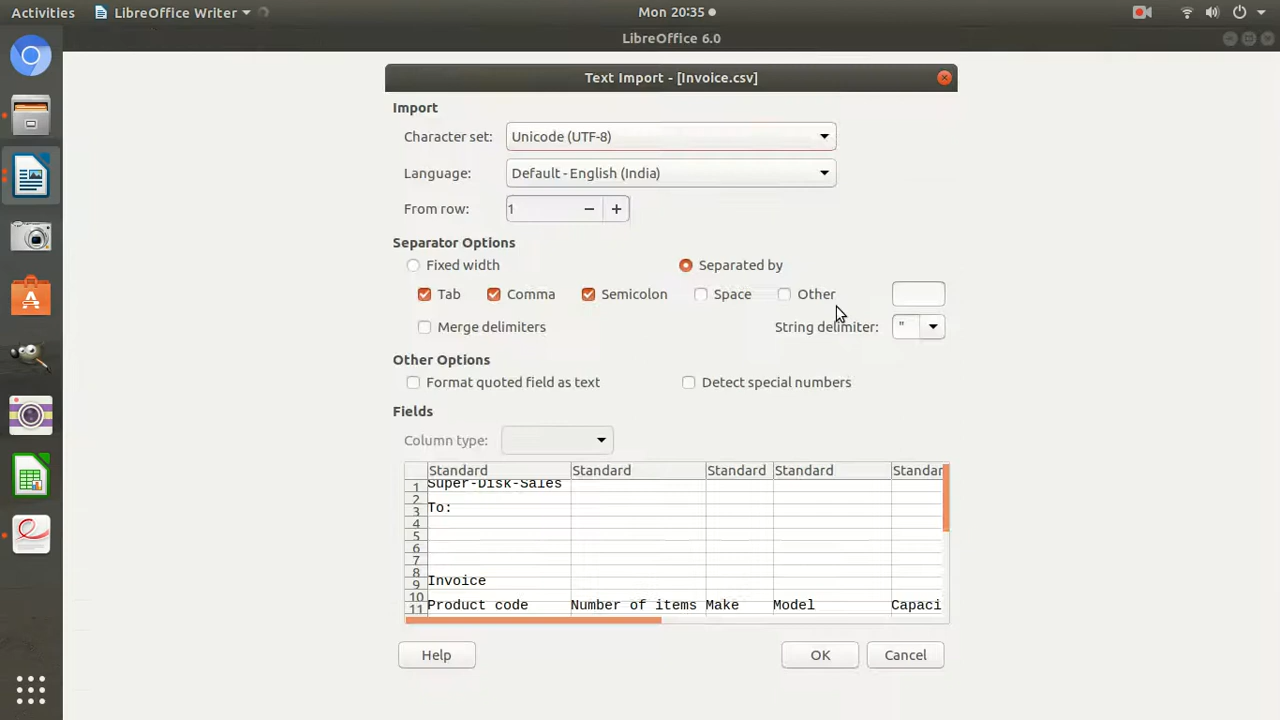 Activities LibreOffice Writer Mon 20:35
LibreOffice 6.0
Text Import - [Invoice.csv]
Import
Character set: Unicode (UTF-8)
Language: Default - English (India)
From row: 1
Separator Options
Fixed width Separated by
Tab Comma Semicolon Space Other
Merge delimiters String delimiter: "
Other Options
Format quoted field as text Detect special numbers
Fields
Column type:
Standard Standard Standard Standard Standar
1 Super-Disk-Sales
2
3 To:
4
5
6
7
8
9 Invoice
10
11 Product code Number of items Make Model Capaci
Help OK Cancel